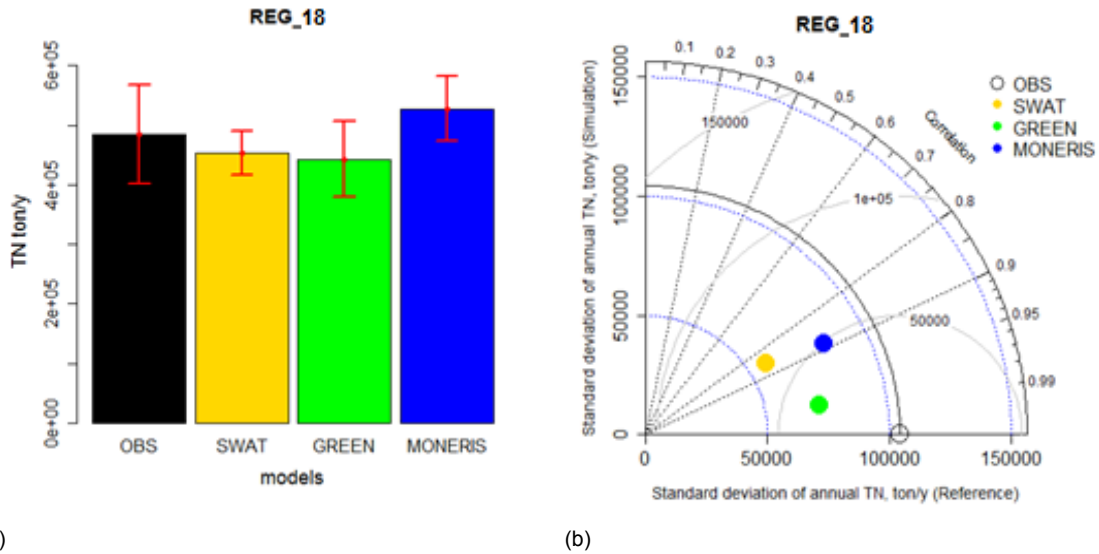 REG_18
6e+05
4e+05
2e+05
0e+00
TN ton/y
OBS SWAT GREEN MONERIS
models
)
REG_18
0.1 0.2 0.3 0.4 0.5 0.6 0.7 0.8 0.9 0.95 0.99
Correlation
OBS
SWAT
GREEN
MONERIS
150000
1e+05
50000
150000
100000
50000
0
Standard deviation of annual TN, ton/y (Simulation)
0 50000 100000 150000
Standard deviation of annual TN, ton/y (Reference)
(b)